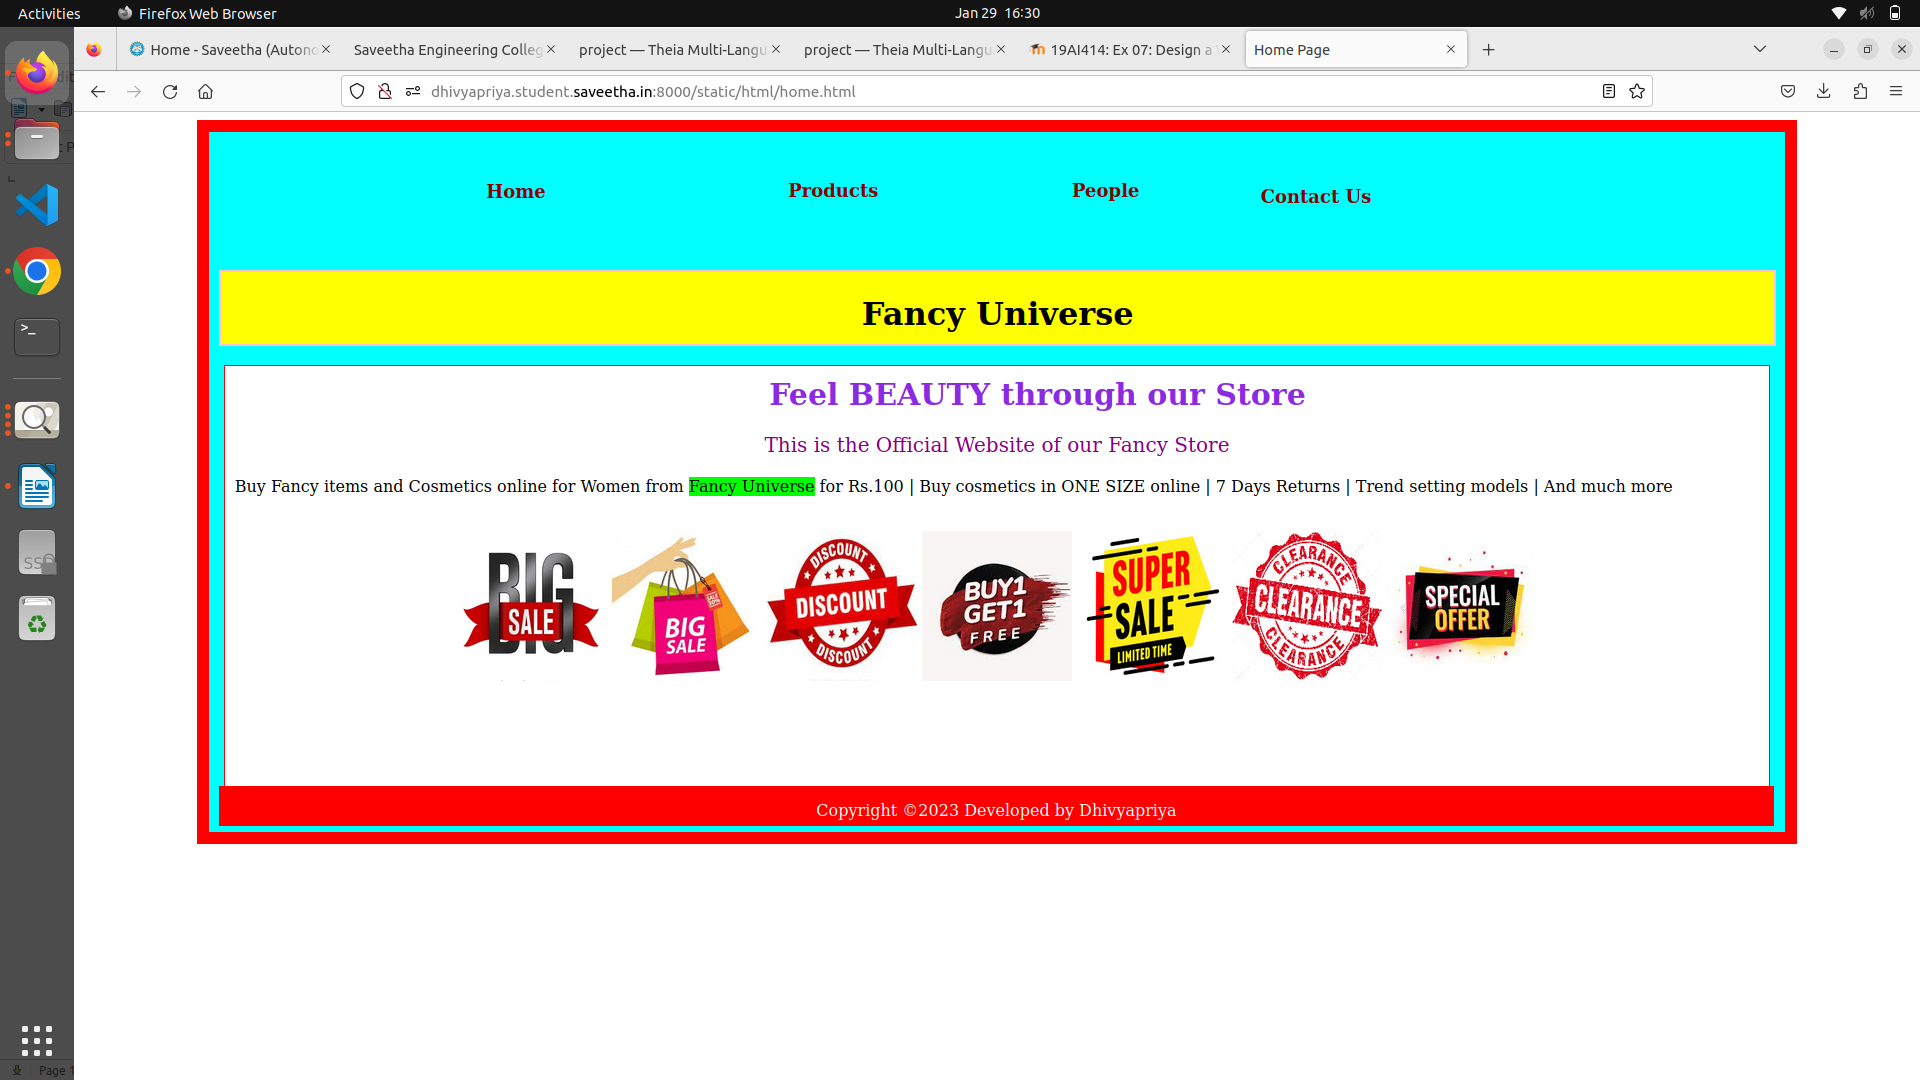 Activities
Firefox Web Browser
Jan 29 16:30
Home - Saveetha (Autono
Saveetha Engineering Colleg
project — Theia Multi-Langu
project — Theia Multi-Langu
19AI414: Ex 07: Design a
Home Page
dhivyapriya.student.saveetha.in:8000/static/html/home.html
Home
Products
People
Contact Us
Fancy Universe
Feel BEAUTY through our Store
This is the Official Website of our Fancy Store
Buy Fancy items and Cosmetics online for Women from Fancy Universe for Rs.100 | Buy cosmetics in ONE SIZE online | 7 Days Returns | Trend setting models | And much more
BIG
SALE
BIG
SALE
DISCOUNT
DISCOUNT
DISCOUNT
BUY1
GET1
FREE
SUPER
SALE
LIMITED TIME
CLEARANCE
CLEARANCE
CLEARANCE
SPECIAL
OFFER
Copyright ©2023 Developed by Dhivyapriya
Page 1